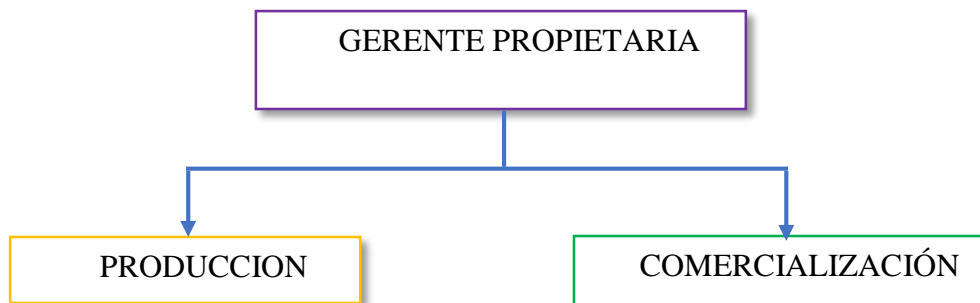 GERENTE PROPIETARIA
PRODUCCION
COMERCIALIZACIÓN